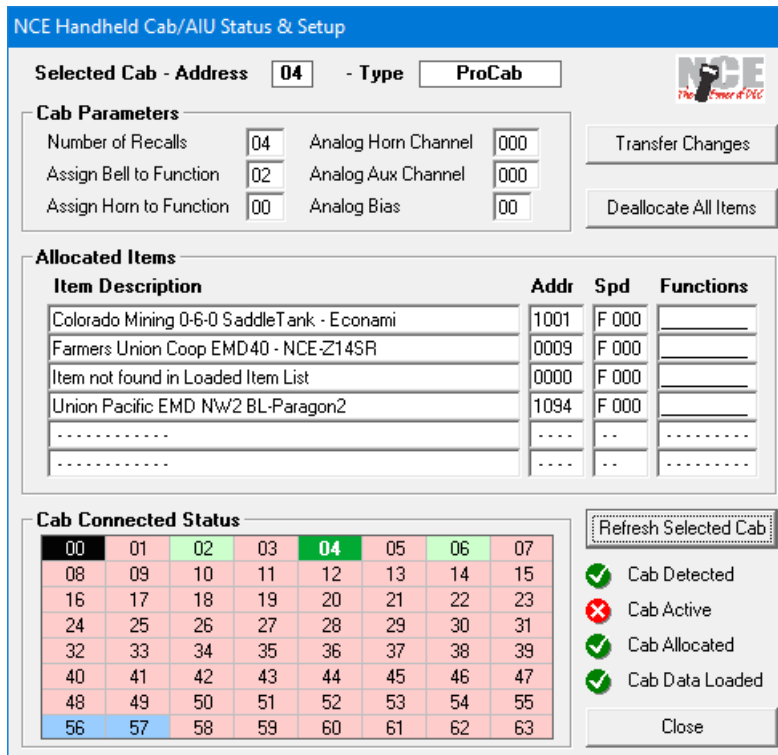 NCE Handheld Cab/AIU Status & Setup
Selected Cab - Address 04 - Type ProCab
NCE
Cab Parameters
Number of Recalls 04 Analog Horn Channel 000
Transfer Changes
Assign Bell to Function 02 Analog Aux Channel 000
Assign Horn to Function 00 Analog Bias 00
Deallocate All Items
Allocated Items
Item Description Addr Spd Functions
Colorado Mining 0-6-0 SaddleTank - Econami 1001 F 000 _________
Farmers Union Coop EMD40 - NCE-Z14SR 0009 F 000 _________
Item not found in Loaded Item List 0000 F 000 _________
Union Pacific EMD NW2 BL-Paragon2 1094 F 000 _________
- - - - - - - - - - - - - - - - - - - - - - - - - - -
- - - - - - - - - - - - - - - - - - - - - - - - - - -
Cab Connected Status
Refresh Selected Cab
00 01 02 03 04 05 06 07
08 09 10 11 12 13 14 15
Cab Detected
16 17 18 19 20 21 22 23
Cab Active
24 25 26 27 28 29 30 31
32 33 34 35 36 37 38 39
Cab Allocated
40 41 42 43 44 45 46 47
Cab Data Loaded
48 49 50 51 52 53 54 55
56 57 58 59 60 61 62 63
Close